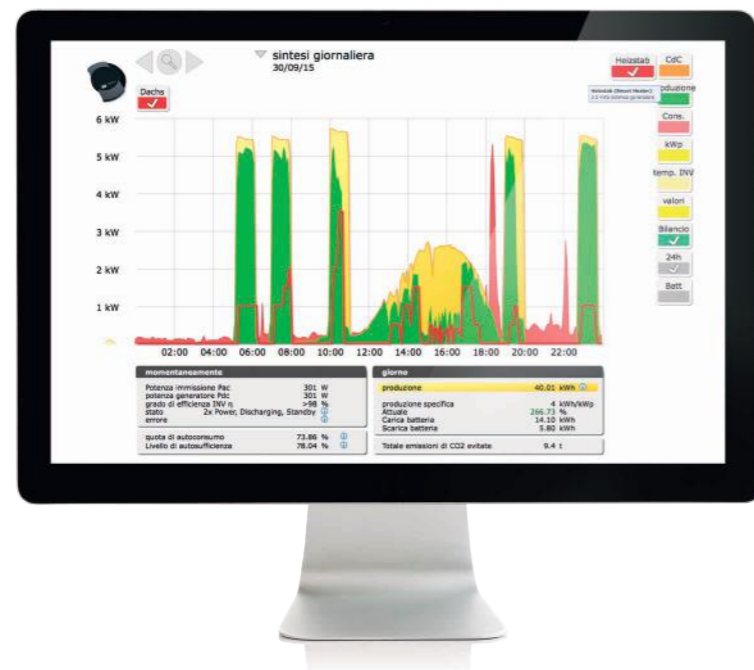 sintesi giornaliera
30/09/15
Dachs
Heizstab
CdC
Heizstab (Smart Heater)
oduzione
Cons.
kWp
temp. INV
valori
Bilancio
24h
Batt
6 kW
5 kW
4 kW
3 kW
2 kW
1 kW
02:00 04:00 06:00 08:00 10:00 12:00 14:00 16:00 18:00 20:00 22:00
momentaneamente
Potenza immissione Pac 301 W
potenza generatore Pdc 301 W
grado di efficienza INV η >98 %
stato 2x Power, Discharging, Standby
errore
quota di autoconsumo 73.86 %
Livello di autosufficienza 78.04 %
giorno
produzione 40.01 kWh
produzione specifica 4 kWh/kWp
Attuale 266.73 %
Carica batteria 14.10 kWh
Scarica batteria 5.80 kWh
Totale emissioni di CO2 evitate 9.4 t